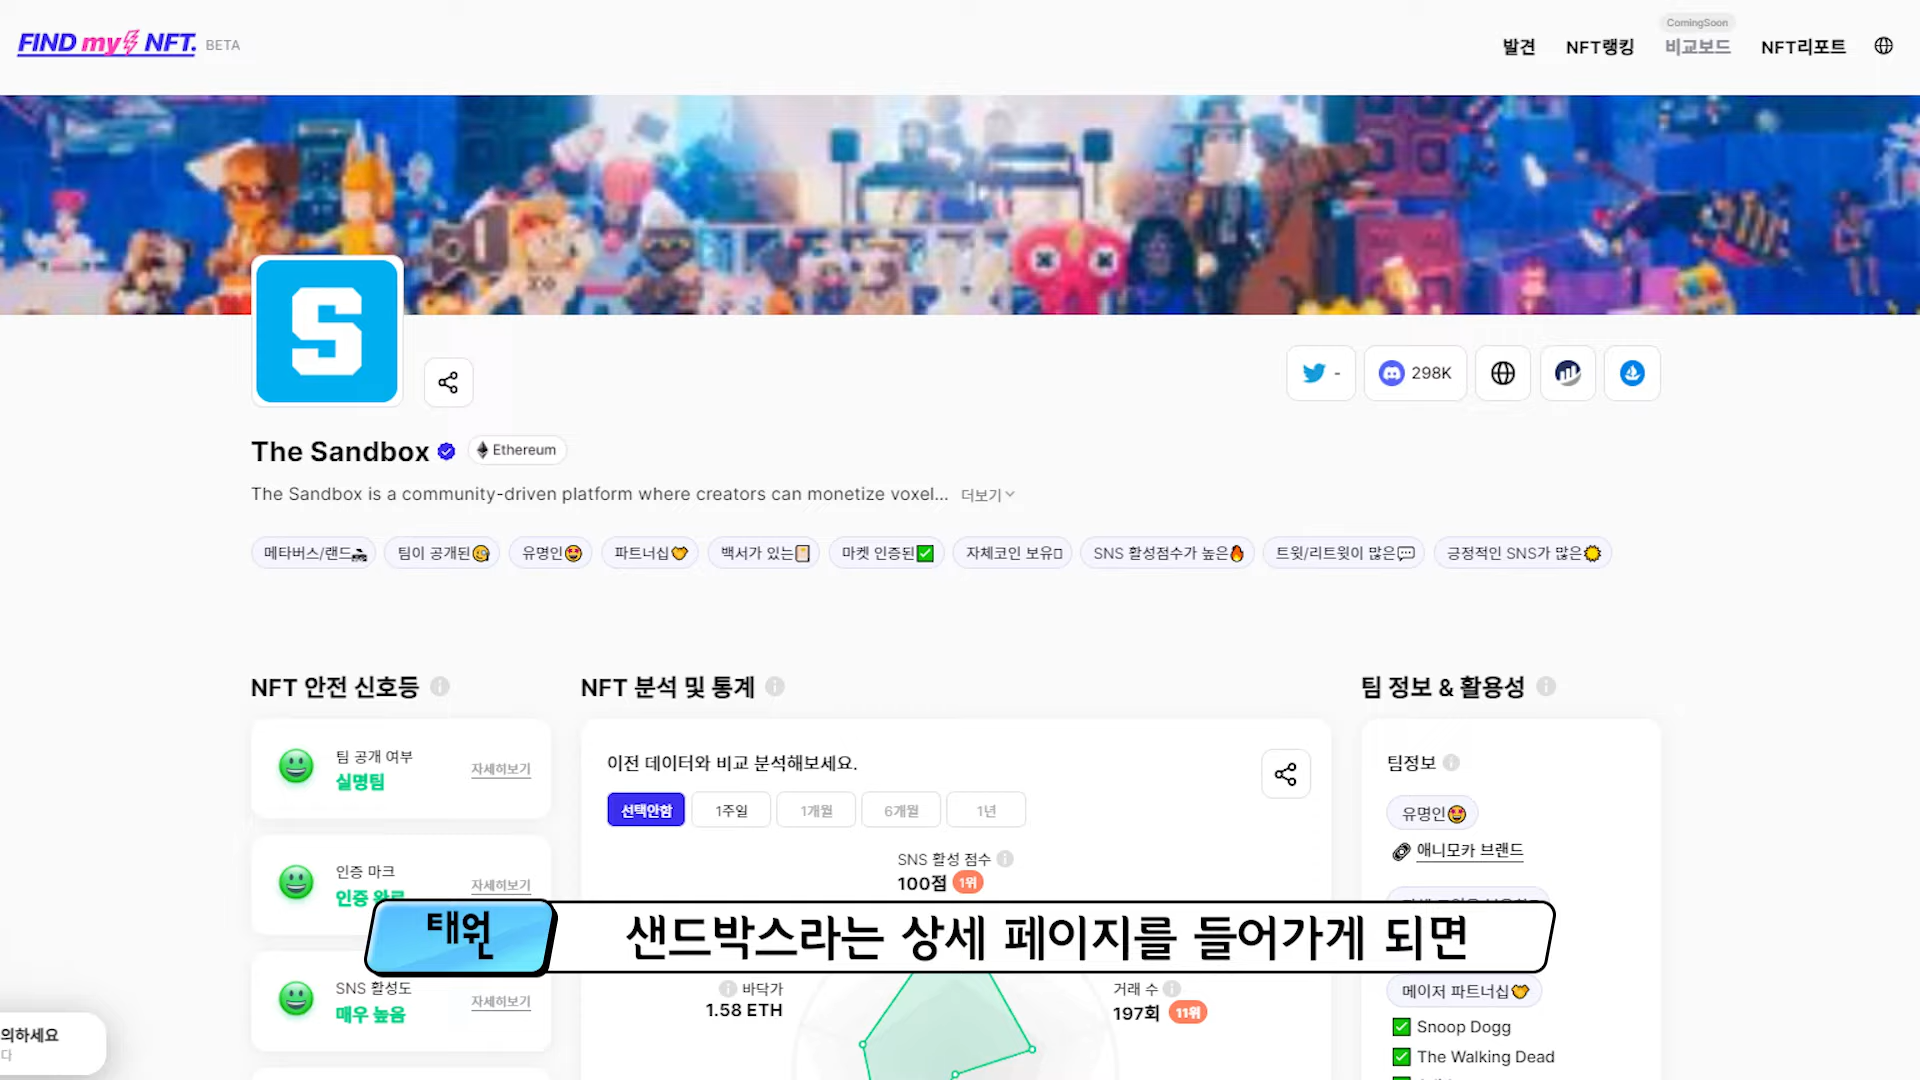 FIND my NFT. BETA
발견
NFT랭킹
ComingSoon
비교보드
NFT리포트
S
-
298K
The Sandbox
Ethereum
The Sandbox is a community-driven platform where creators can monetize voxel... 더보기
메타버스/랜드
팀이 공개된
유명인
파트너십
백서가 있는
마켓 인증된
자체코인 보유
SNS 활성점수가 높은
트윗/리트윗이 많은
긍정적인 SNS가 많은
NFT 안전 신호등
팀 공개 여부
실명팀
자세히보기
인증 마크
인증 완료
자세히보기
SNS 활성도
매우 높음
자세히보기
의하세요
다
NFT 분석 및 통계
이전 데이터와 비교 분석해보세요.
선택안함
1주일
1개월
6개월
1년
SNS 활성 점수
100점 1위
바닥가
1.58 ETH
거래 수
197회 11위
팀 정보 & 활용성
팀정보
유명인
애니모카 브랜드
메이저 파트너십
Snoop Dogg
The Walking Dead
태원
샌드박스라는 상세 페이지를 들어가게 되면